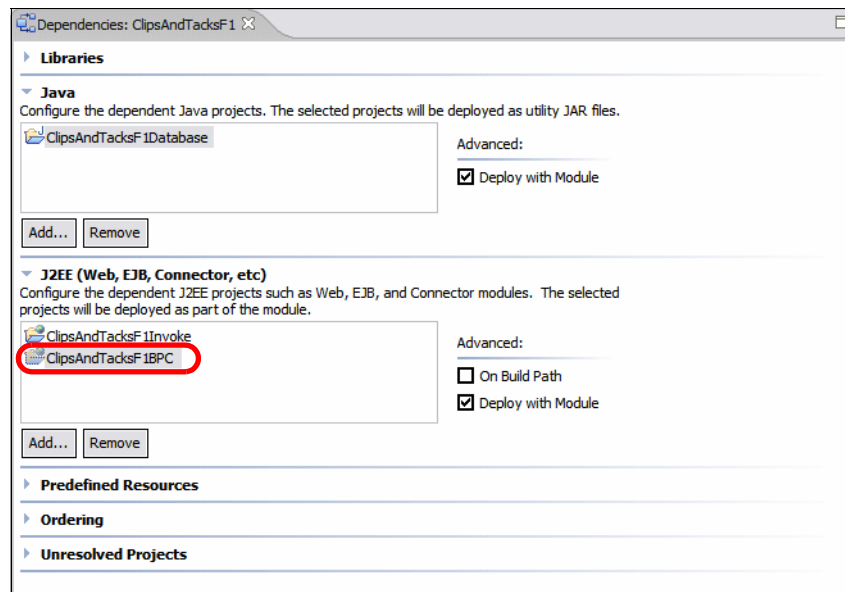 Dependencies: ClipsAndTacksF1
Libraries
Java
Configure the dependent Java projects. The selected projects will be deployed as utility JAR files.
ClipsAndTacksF1Database
Advanced:
Deploy with Module
Add... Remove
J2EE (Web, EJB, Connector, etc)
Configure the dependent J2EE projects such as Web, EJB, and Connector modules. The selected
projects will be deployed as part of the module.
ClipsAndTacksF1Invoke
ClipsAndTacksF1BPC
Advanced:
On Build Path
Deploy with Module
Add... Remove
Predefined Resources
Ordering
Unresolved Projects